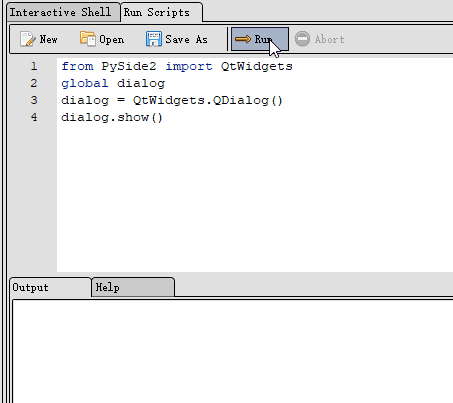 Interactive Shell Run Scripts
New Open Save As Run Abort
1 from PySide2 import QtWidgets
2 global dialog
3 dialog = QtWidgets.QDialog()
4 dialog.show()
Output Help